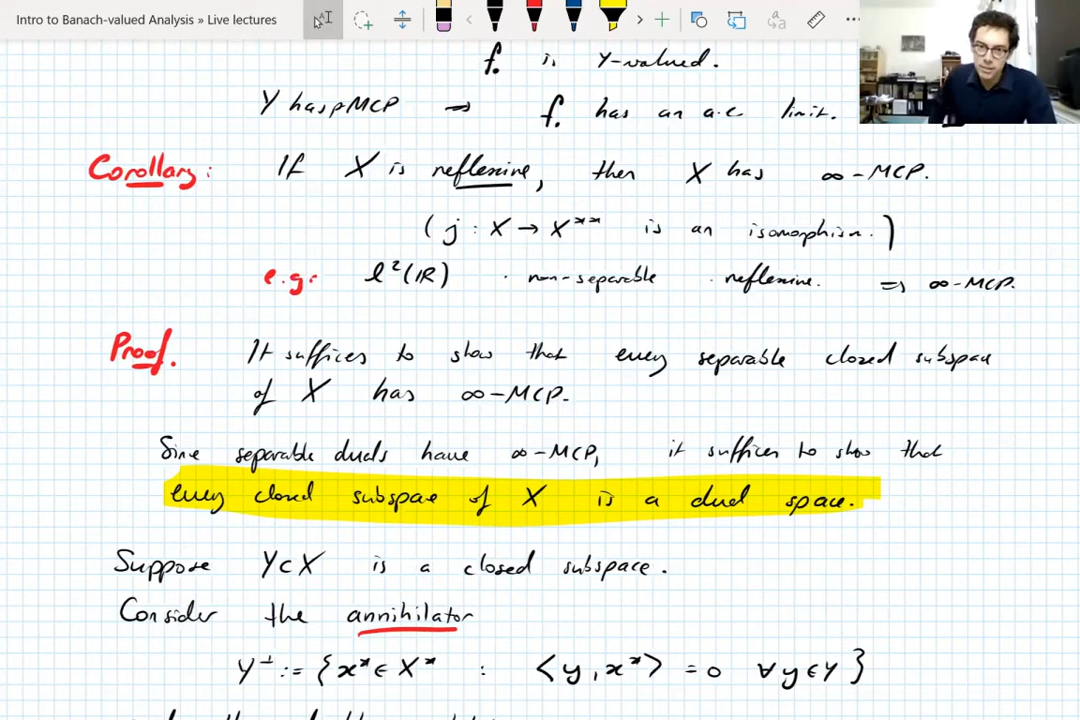 Intro to Banach-valued Analysis » Live lectures
f. is Y-valued.
Y has pMCP → f. has an a.e limit.
Corollary: If X is reflexive, then X has ∞-MCP.
(j : X → X** is an isomorphism.)
e.g: ℓ²(ℝ) · non-separable · reflexive. ⇒ ∞-MCP.
Proof. It suffices to show that every separable closed subspace
of X has ∞-MCP.
Since separable duals have ∞-MCP, it suffices to show that
every closed subspace of X is a dual space.
Suppose Y⊂X is a closed subspace.
Consider the annihilator
Y⊥ := {x* ∈ X* : <y, x*> = 0 ∀ y ∈ Y}